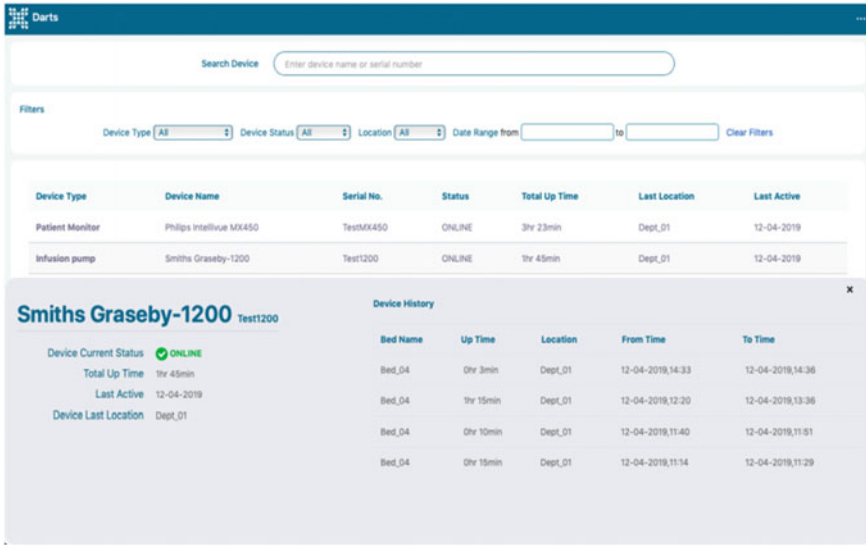 Darts
Search Device Enter device name or serial number
Filters
Device Type All Device Status All Location All Date Range from to Clear Filters
Device Type Device Name Serial No. Status Total Up Time Last Location Last Active
Patient Monitor Philips Intellivue MX450 TestMX450 ONLINE 3hr 23min Dept_01 12-04-2019
Infusion pump Smiths Graseby-1200 Test1200 ONLINE 1hr 45min Dept_01 12-04-2019
x
Smiths Graseby-1200 Test1200
Device Current Status ONLINE
Total Up Time 1hr 45min
Last Active 12-04-2019
Device Last Location Dept_01
Device History
Bed Name Up Time Location From Time To Time
Bed_04 0hr 3min Dept_01 12-04-2019,14:33 12-04-2019,14:36
Bed_04 1hr 15min Dept_01 12-04-2019,12:20 12-04-2019,13:36
Bed_04 0hr 10min Dept_01 12-04-2019,11:40 12-04-2019,11:51
Bed_04 0hr 15min Dept_01 12-04-2019,11:14 12-04-2019,11:29